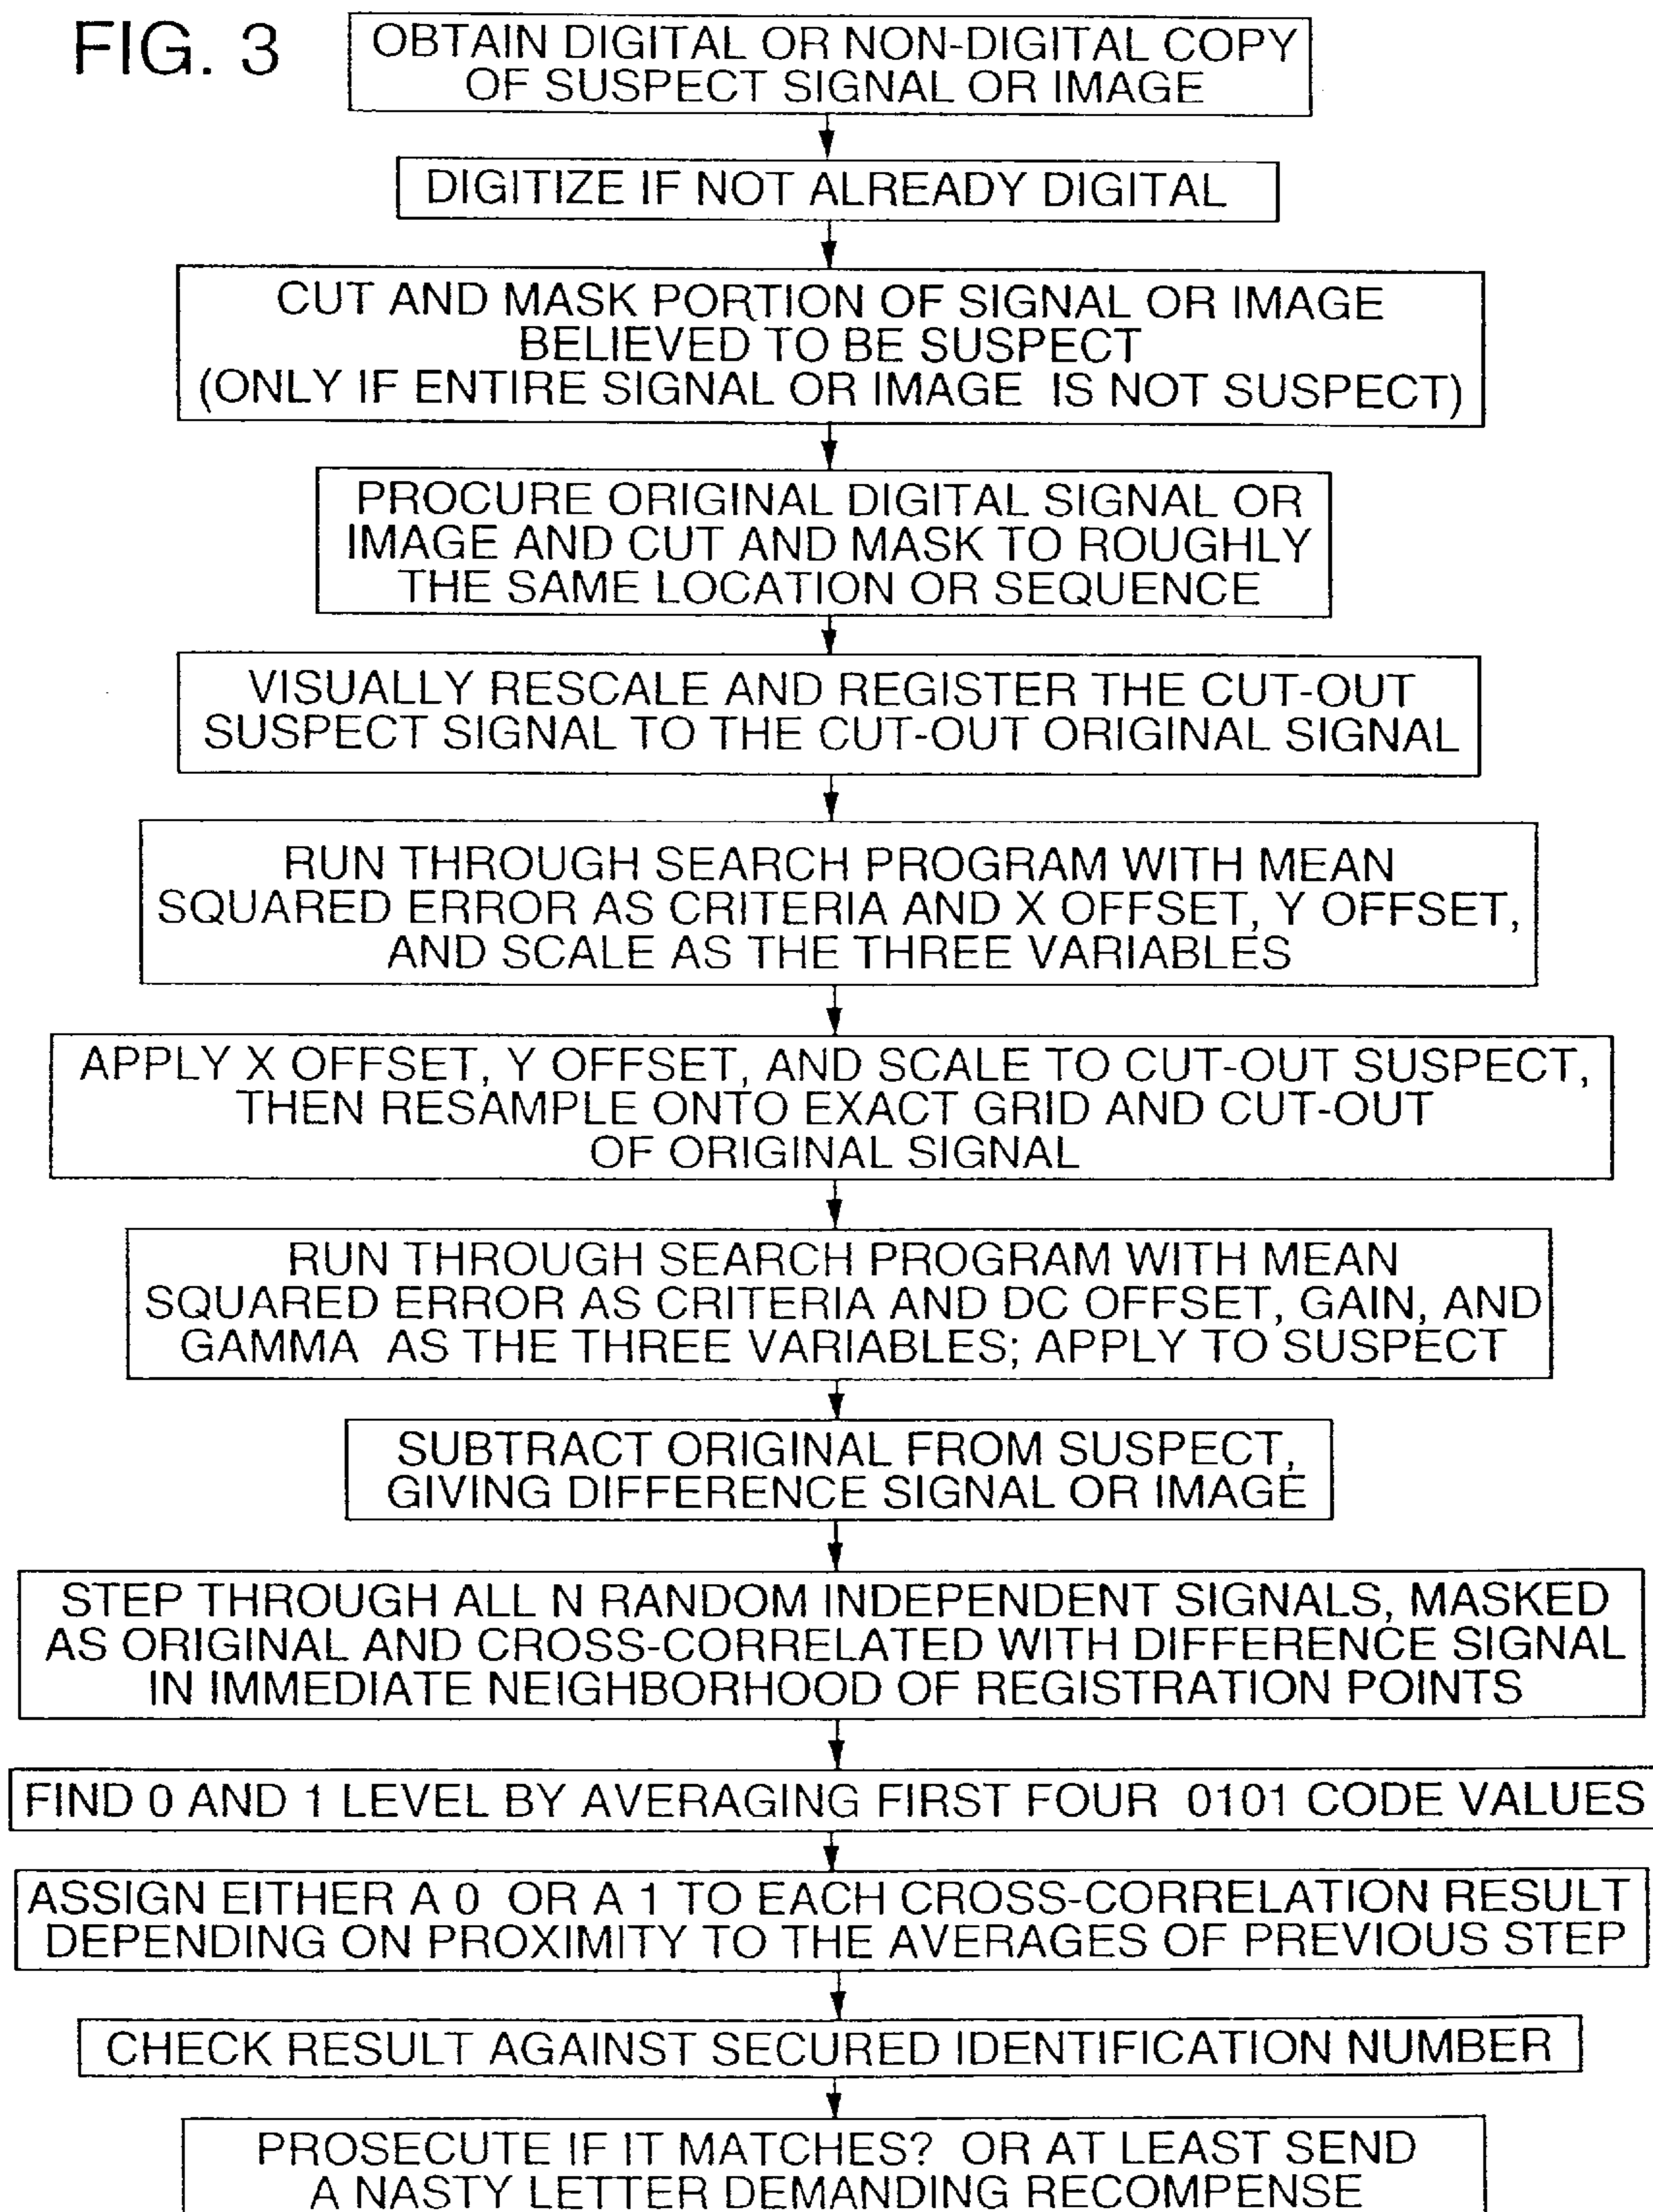 FIG. 3
OBTAIN DIGITAL OR NON-DIGITAL COPY
OF SUSPECT SIGNAL OR IMAGE
DIGITIZE IF NOT ALREADY DIGITAL
CUT AND MASK PORTION OF SIGNAL OR IMAGE
BELIEVED TO BE SUSPECT
(ONLY IF ENTIRE SIGNAL OR IMAGE IS NOT SUSPECT)
PROCURE ORIGINAL DIGITAL SIGNAL OR
IMAGE AND CUT AND MASK TO ROUGHLY
THE SAME LOCATION OR SEQUENCE
VISUALLY RESCALE AND REGISTER THE CUT-OUT
SUSPECT SIGNAL TO THE CUT-OUT ORIGINAL SIGNAL
RUN THROUGH SEARCH PROGRAM WITH MEAN
SQUARED ERROR AS CRITERIA AND X OFFSET, Y OFFSET,
AND SCALE AS THE THREE VARIABLES
APPLY X OFFSET, Y OFFSET, AND SCALE TO CUT-OUT SUSPECT,
THEN RESAMPLE ONTO EXACT GRID AND CUT-OUT
OF ORIGINAL SIGNAL
RUN THROUGH SEARCH PROGRAM WITH MEAN
SQUARED ERROR AS CRITERIA AND DC OFFSET, GAIN, AND
GAMMA AS THE THREE VARIABLES; APPLY TO SUSPECT
SUBTRACT ORIGINAL FROM SUSPECT,
GIVING DIFFERENCE SIGNAL OR IMAGE
STEP THROUGH ALL N RANDOM INDEPENDENT SIGNALS, MASKED
AS ORIGINAL AND CROSS-CORRELATED WITH DIFFERENCE SIGNAL
IN IMMEDIATE NEIGHBORHOOD OF REGISTRATION POINTS
FIND 0 AND 1 LEVEL BY AVERAGING FIRST FOUR 0101 CODE VALUES
ASSIGN EITHER A 0 OR A 1 TO EACH CROSS-CORRELATION RESULT
DEPENDING ON PROXIMITY TO THE AVERAGES OF PREVIOUS STEP
CHECK RESULT AGAINST SECURED IDENTIFICATION NUMBER
PROSECUTE IF IT MATCHES? OR AT LEAST SEND
A NASTY LETTER DEMANDING RECOMPENSE